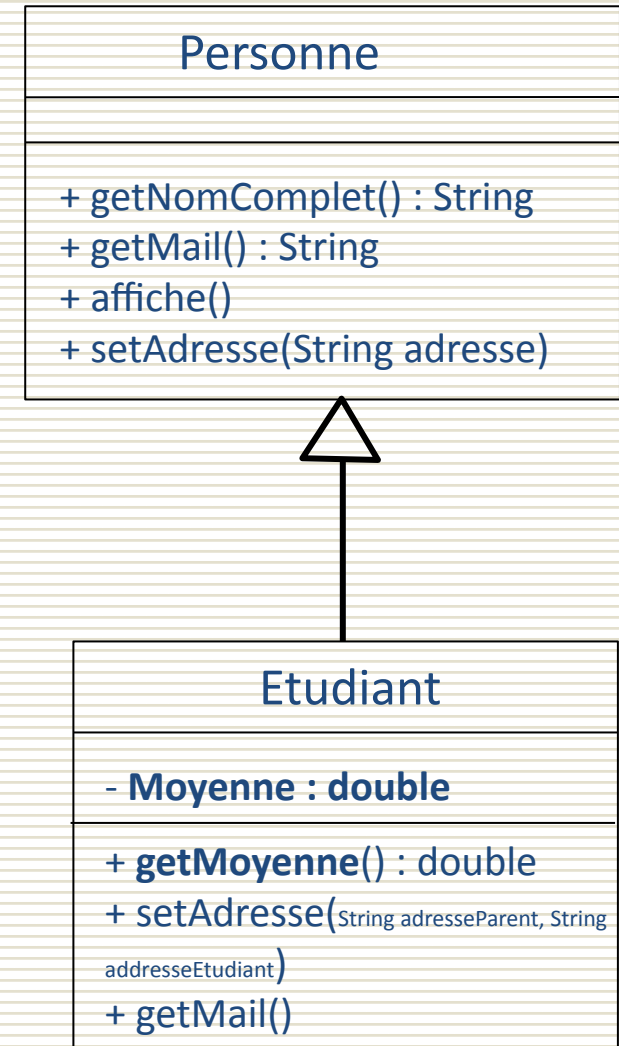 Personne
+ getNomComplet() : String
+ getMail() : String
+ affiche()
+ setAdresse(String adresse)
Etudiant
- Moyenne : double
+ getMoyenne() : double
+ setAdresse(String adresseParent, String
addresseEtudiant)
+ getMail()